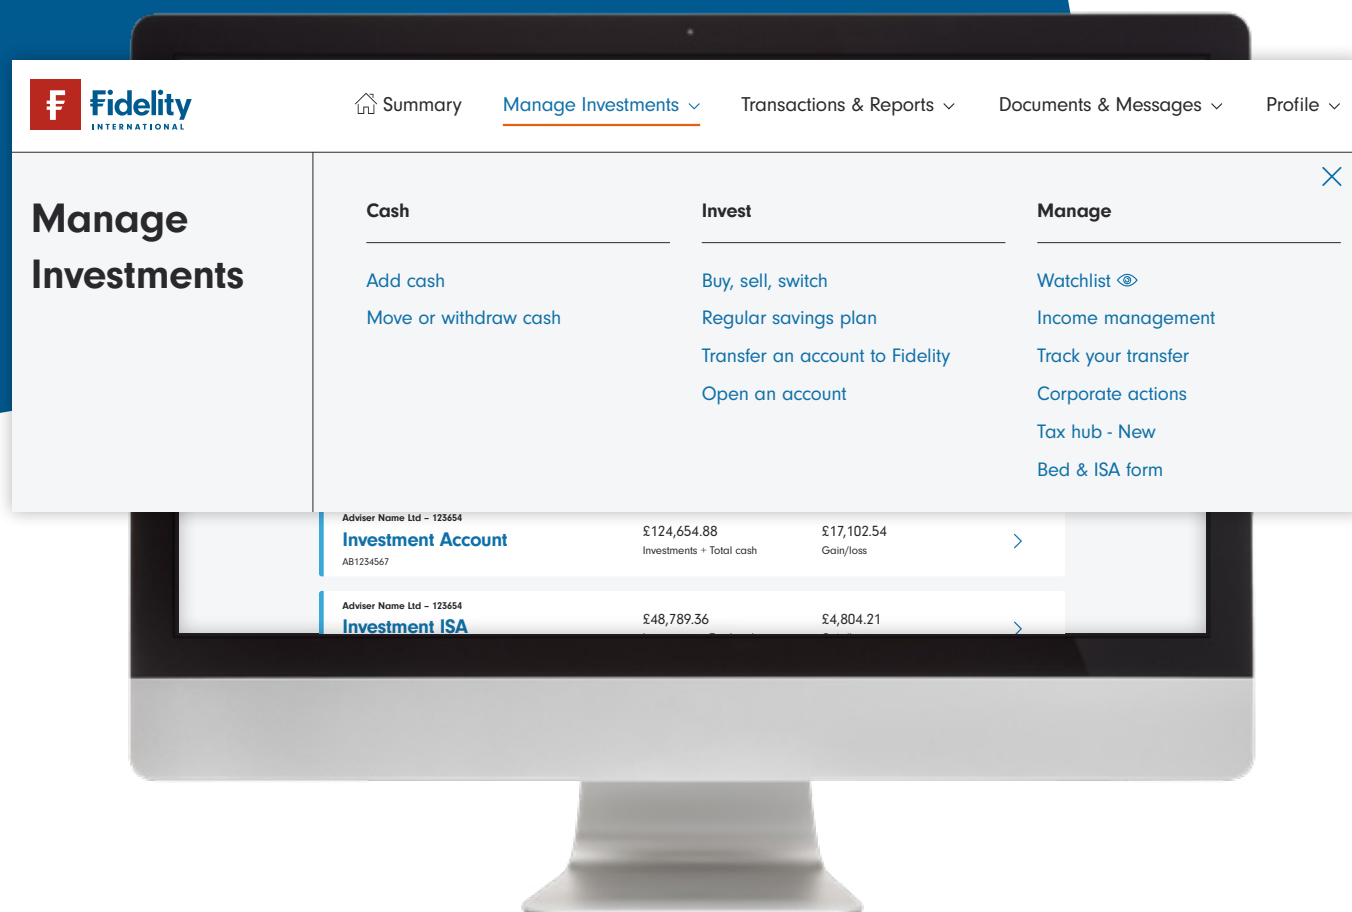 Fidelity
INTERNATIONAL
Summary
Manage Investments
Transactions & Reports
Documents & Messages
Profile
Manage
Investments
Cash
Add cash
Move or withdraw cash
Invest
Buy, sell, switch
Regular savings plan
Transfer an account to Fidelity
Open an account
Manage
Watchlist
Income management
Track your transfer
Corporate actions
Tax hub - New
Bed & ISA form
Adviser Name Ltd – 123654
Investment Account
AB1234567
£124,654.88
Investments + Total cash
£17,102.54
Gain/loss
Adviser Name Ltd – 123654
Investment ISA
£48,789.36
£4,804.21